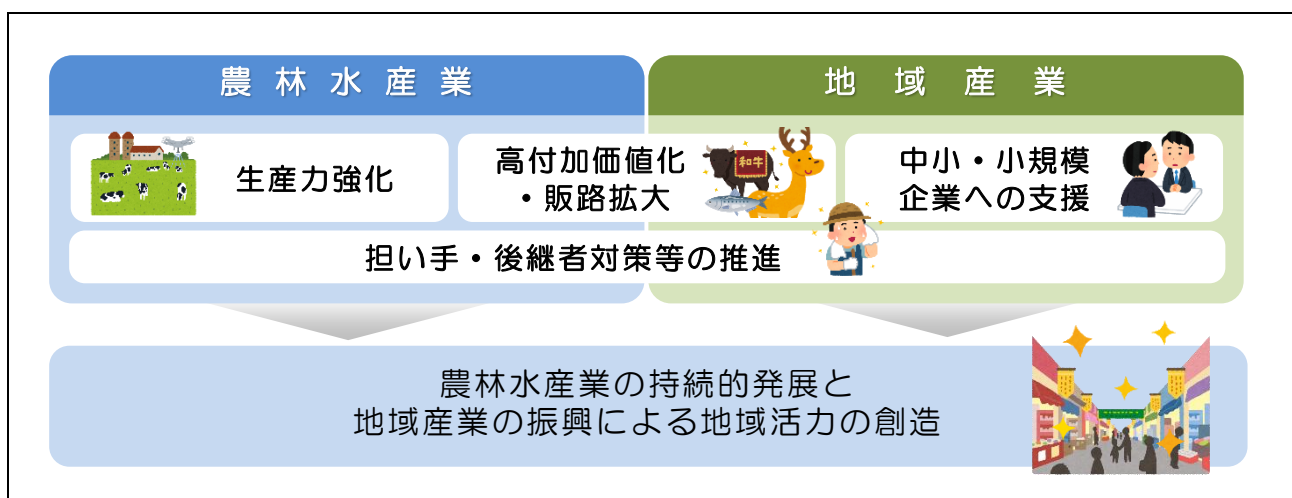 農林水産業
地域産業
生産力強化
高付加価値化
・販路拡大
和牛
中小・小規模
企業への支援
担い手・後継者対策等の推進
農林水産業の持続的発展と
地域産業の振興による地域活力の創造